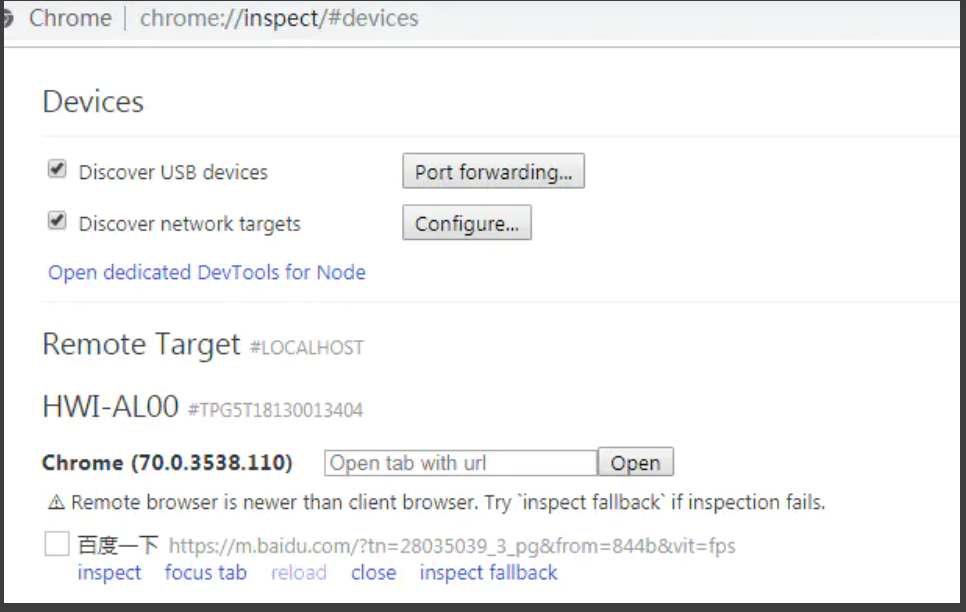 Chrome | chrome://inspect/#devices
Devices
Discover USB devices Port forwarding...
Discover network targets Configure...
Open dedicated DevTools for Node
Remote Target #LOCALHOST
HWI-AL00 #TPG5T18130013404
Chrome (70.0.3538.110) Open tab with url Open
⚠ Remote browser is newer than client browser. Try `inspect fallback` if inspection fails.
百度一下 https://m.baidu.com/?tn=28035039_3_pg&from=844b&vit=fps
inspect focus tab reload close inspect fallback